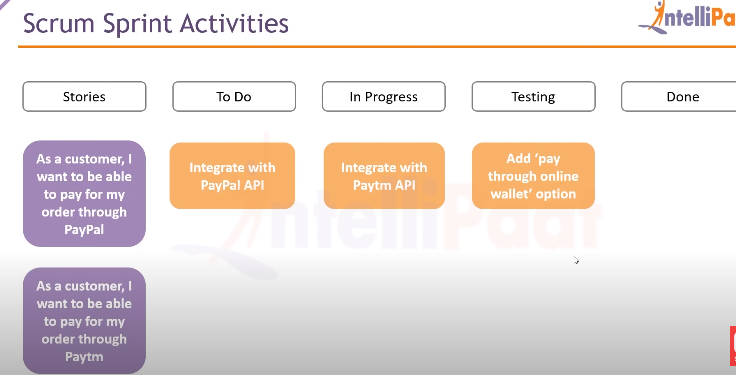 Scrum Sprint Activities
ntelliPa
Stories
To Do
In Progress
Testing
Done
As a customer, I
want to be able
to pay for my
order through
PayPal
Integrate with
PayPal API
Integrate with
Paytm API
Add ‘pay
through online
wallet’ option
IntelliPaat
As a customer, I
want to be able
to pay for my
order through
Paytm